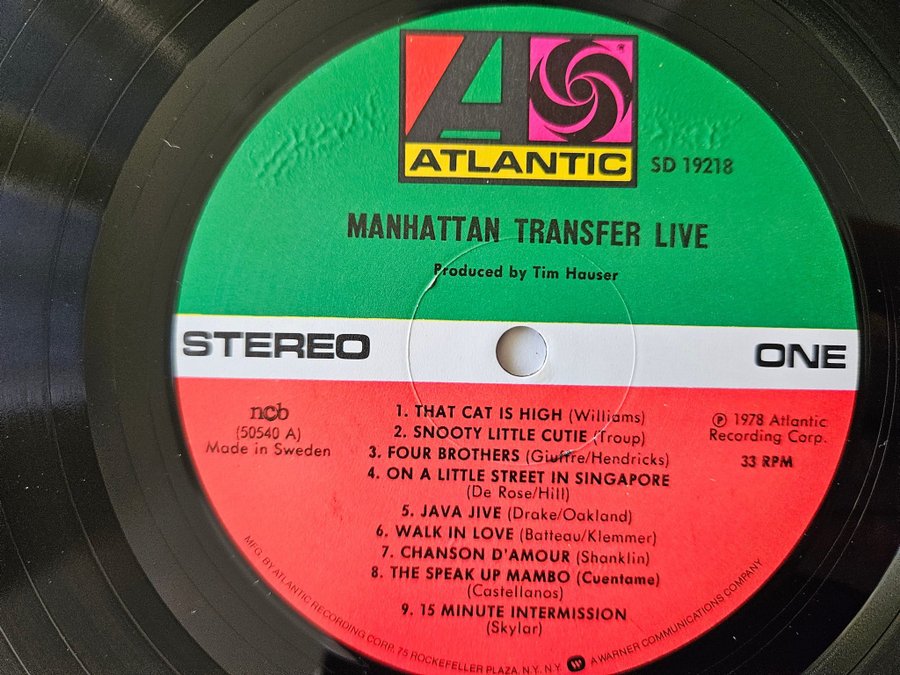 ATLANTIC
SD 19218
MANHATTAN TRANSFER LIVE
Produced by Tim Hauser
STEREO
ONE
ncb
(50540 A)
Made in Sweden
1. THAT CAT IS HIGH (Williams)
2. SNOOTY LITTLE CUTIE (Troup)
3. FOUR BROTHERS (Giuffre/Hendricks)
4. ON A LITTLE STREET IN SINGAPORE
(De Rose/Hill)
5. JAVA JIVE (Drake/Oakland)
6. WALK IN LOVE (Batteau/Klemmer)
7. CHANSON D'AMOUR (Shanklin)
8. THE SPEAK UP MAMBO (Cuentame)
(Castellanos)
9. 15 MINUTE INTERMISSION
(Skylar)
℗ 1978 Atlantic
Recording Corp.
33 RPM
MFG. BY ATLANTIC RECORDING CORP., 75 ROCKEFELLER PLAZA, N.Y. N.Y. W A WARNER COMMUNICATIONS COMPANY